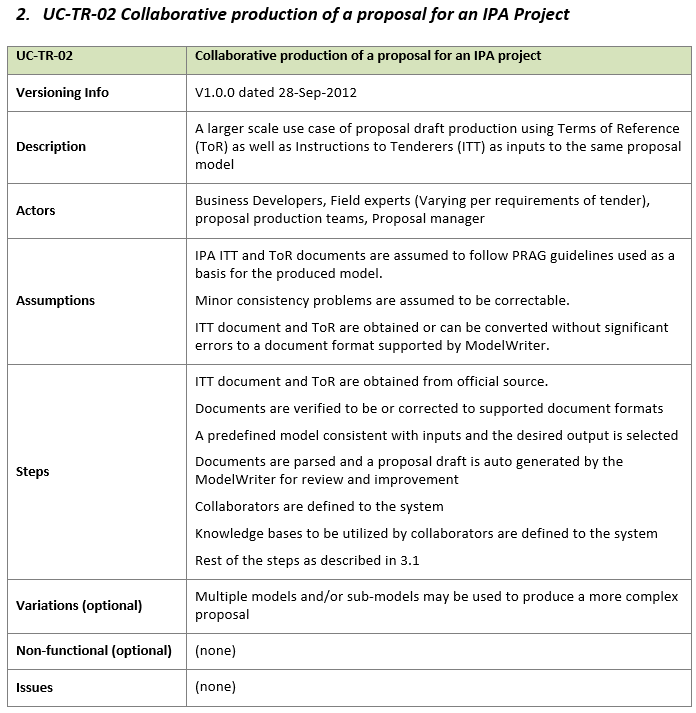 2. UC-TR-02 Collaborative production of a proposal for an IPA Project
UC-TR-02
Collaborative production of a proposal for an IPA project
Versioning Info
V1.0.0 dated 28-Sep-2012
Description
A larger scale use case of proposal draft production using Terms of Reference
(ToR) as well as Instructions to Tenderers (ITT) as inputs to the same proposal
model
Actors
Business Developers, Field experts (Varying per requirements of tender),
proposal production teams, Proposal manager
Assumptions
IPA ITT and ToR documents are assumed to follow PRAG guidelines used as a
basis for the produced model.
Minor consistency problems are assumed to be correctable.
ITT document and ToR are obtained or can be converted without significant
errors to a document format supported by ModelWriter.
Steps
ITT document and ToR are obtained from official source.
Documents are verified to be or corrected to supported document formats
A predefined model consistent with inputs and the desired output is selected
Documents are parsed and a proposal draft is auto generated by the
ModelWriter for review and improvement
Collaborators are defined to the system
Knowledge bases to be utilized by collaborators are defined to the system
Rest of the steps as described in 3.1
Variations (optional)
Multiple models and/or sub-models may be used to produce a more complex
proposal
Non-functional (optional)
(none)
Issues
(none)